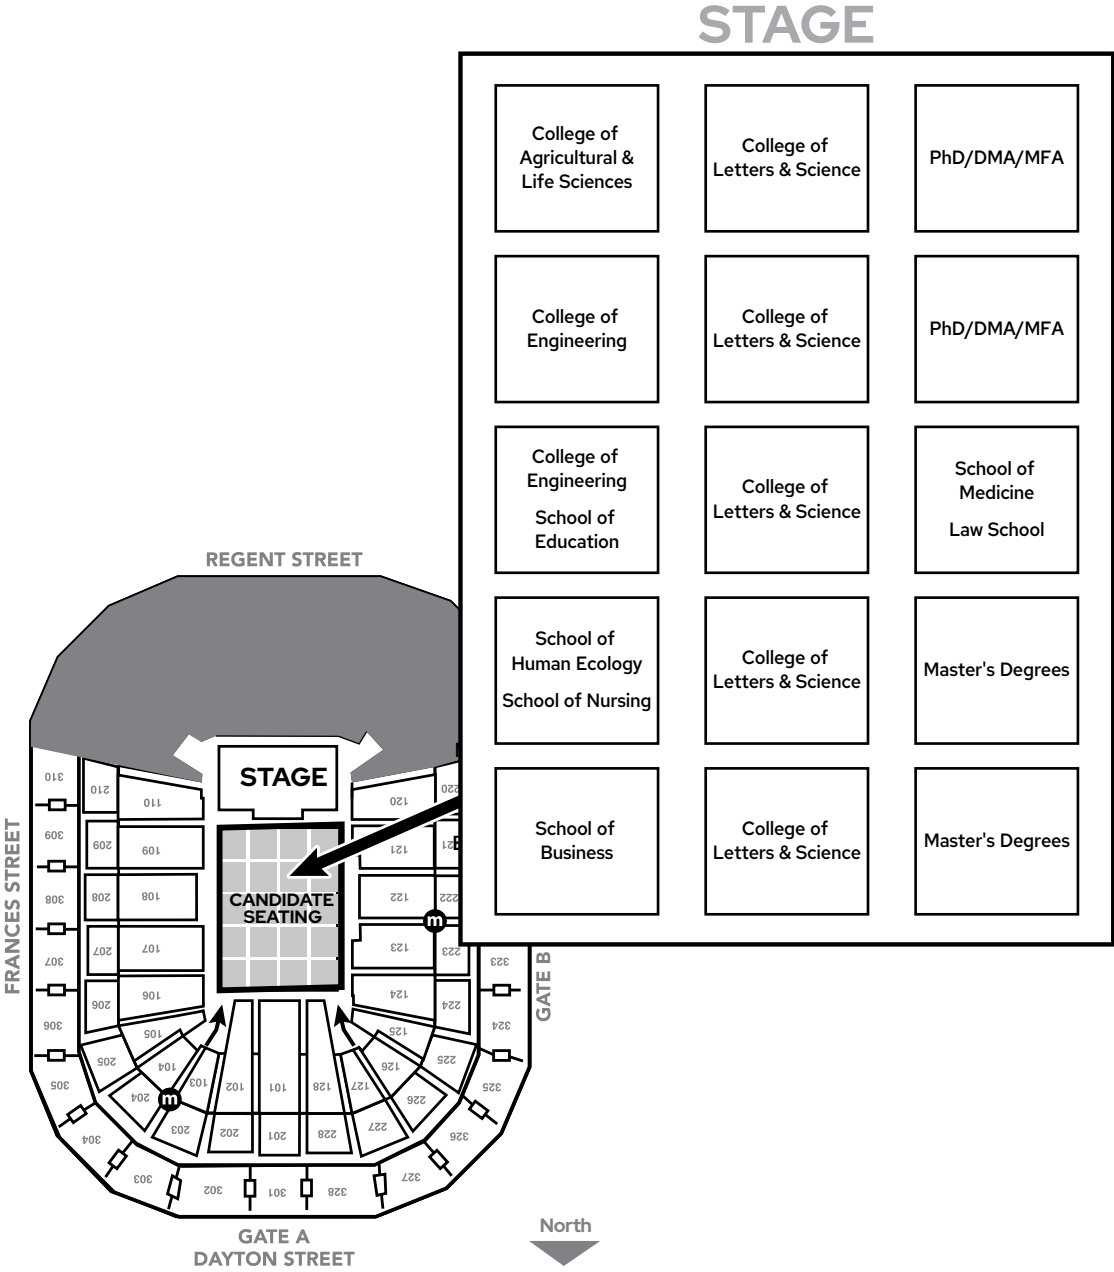 STAGE
College of
Agricultural &
Life Sciences
College of
Letters & Science
PhD/DMA/MFA
College of
Engineering
College of
Letters & Science
PhD/DMA/MFA
College of
Engineering
School of
Education
College of
Letters & Science
School of
Medicine
Law School
School of
Human Ecology
School of Nursing
College of
Letters & Science
Master's Degrees
School of
Business
College of
Letters & Science
Master's Degrees
REGENT STREET
STAGE
CANDIDATE
SEATING
FRANCES STREET
GATE B
310
210
110
120
220
309
209
109
121
308
208
108
122
222
m
307
207
107
123
223
323
306
206
106
124
224
324
305
205
105
125
225
325
304
204
104
m
103
102
101
128
127
126
226
326
303
203
202
201
228
227
327
302
301
328
GATE A
DAYTON STREET
North